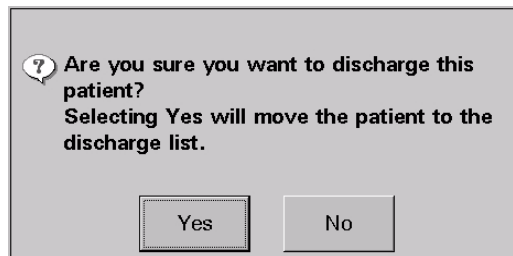 Are you sure you want to discharge this
patient?
Selecting Yes will move the patient to the
discharge list.
Yes No